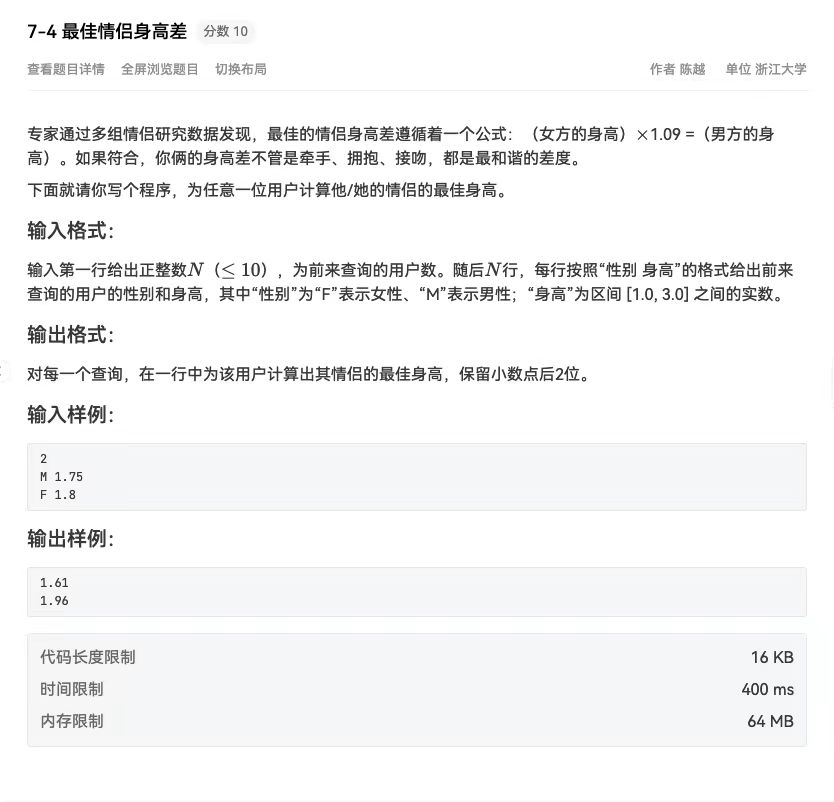 7-4 最佳情侣身高差 分数 10
查看题目详情 全屏浏览题目 切换布局 作者 陈越 单位 浙江大学
专家通过多组情侣研究数据发现，最佳的情侣身高差遵循着一个公式：（女方的身高）×1.09 =（男方的身
高）。如果符合，你俩的身高差不管是牵手、拥抱、接吻，都是最和谐的差度。
下面就请你写个程序，为任意一位用户计算他/她的情侣的最佳身高。
输入格式：
输入第一行给出正整数N（≤ 10），为前来查询的用户数。随后N行，每行按照“性别 身高”的格式给出前来
查询的用户的性别和身高，其中“性别”为“F”表示女性、“M”表示男性；“身高”为区间 [1.0, 3.0] 之间的实数。
输出格式：
对每一个查询，在一行中为该用户计算出其情侣的最佳身高，保留小数点后2位。
输入样例：
2
M 1.75
F 1.8
输出样例：
1.61
1.96
代码长度限制 16 KB
时间限制 400 ms
内存限制 64 MB